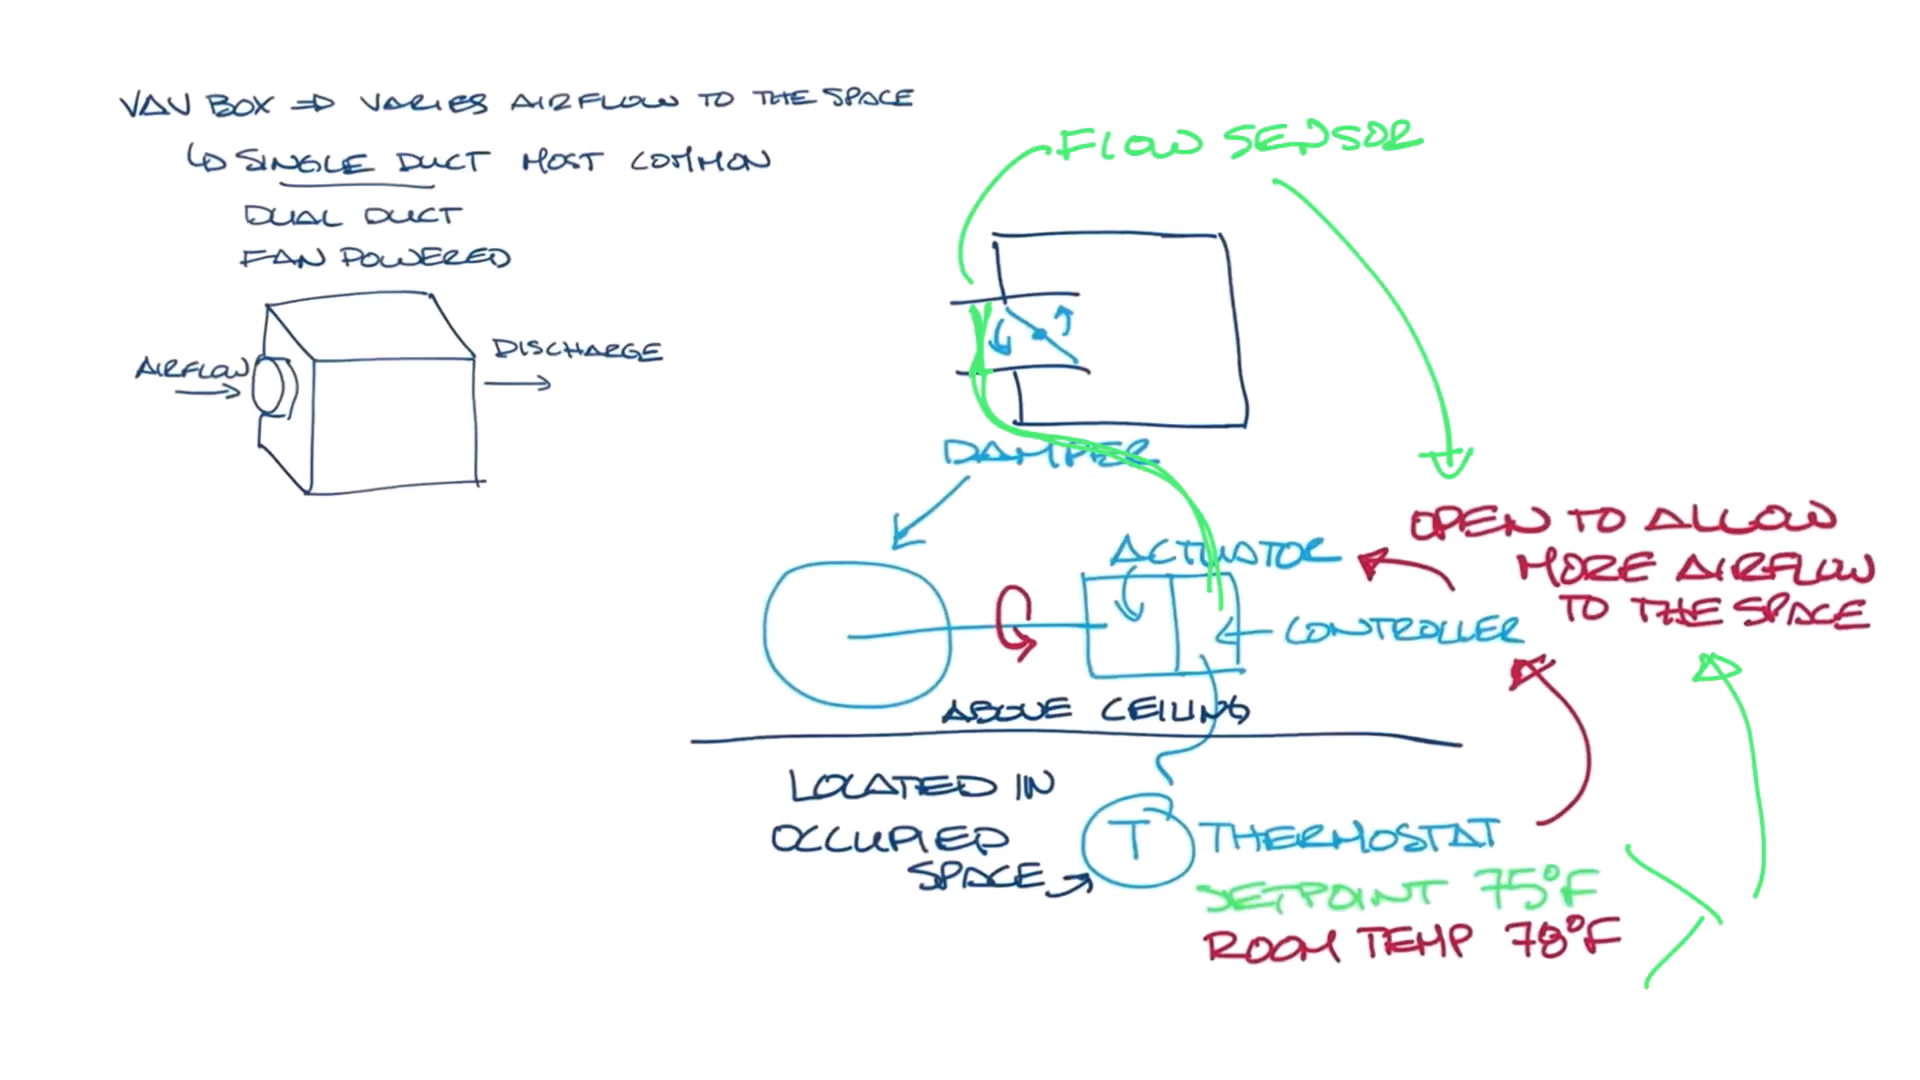 VAV BOX ⇒ VARIES AIRFLOW TO THE SPACE
↳ SINGLE DUCT MOST COMMON
DUAL DUCT
FAN POWERED
AIRFLOW
DISCHARGE
FLOW SENSOR
DAMPER
ACTUATOR
CONTROLLER
OPEN TO ALLOW
MORE AIRFLOW
TO THE SPACE
ABOVE CEILING
LOCATED IN
OCCUPIED
SPACE
T
THERMOSTAT
SETPOINT 75°F
ROOM TEMP 78°F